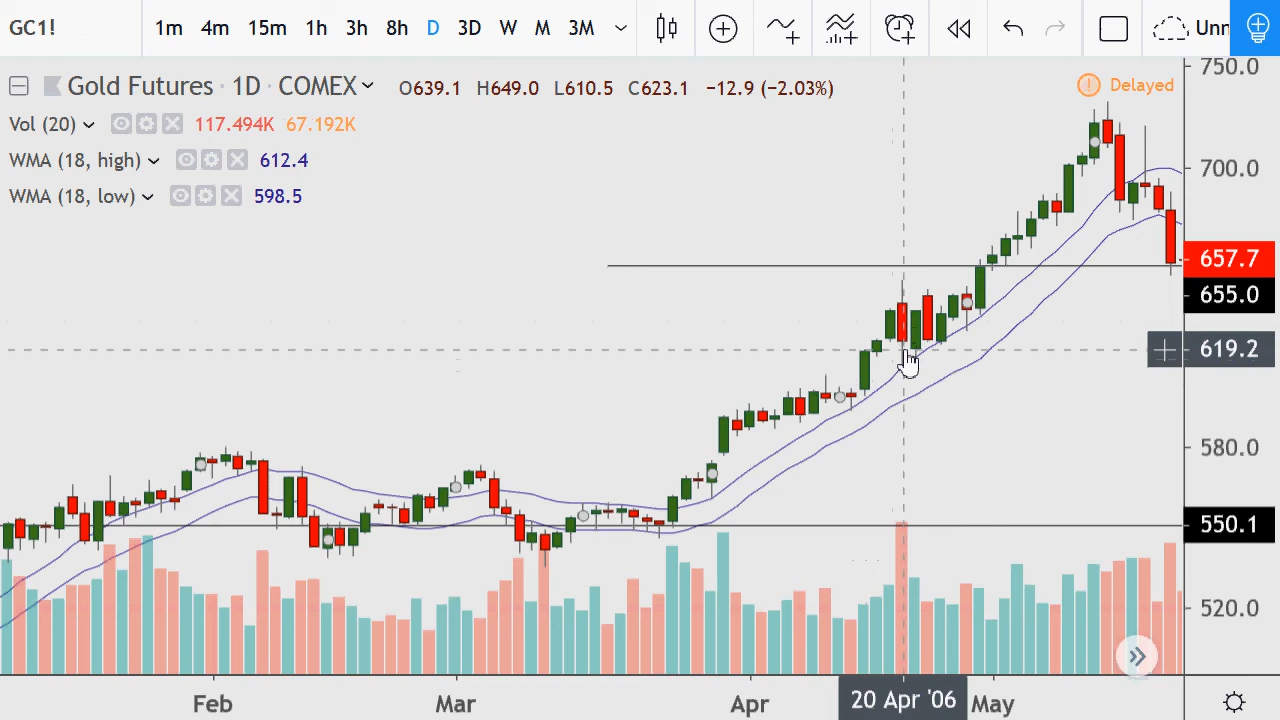 GC1! 1m 4m 15m 1h 3h 8h D 3D W M 3M Unn
Gold Futures · 1D · COMEX O639.1 H649.0 L610.5 C623.1 −12.9 (−2.03%) Delayed
Vol (20) 117.494K 67.192K
WMA (18, high) 612.4
WMA (18, low) 598.5
750.0
700.0
657.7
655.0
619.2
580.0
550.1
520.0
Feb Mar Apr 20 Apr '06 May